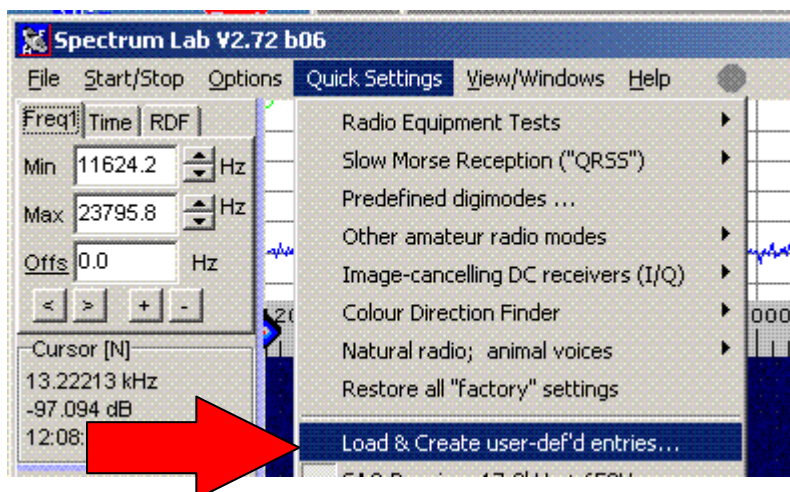 Spectrum Lab V2.72 b06
File Start/Stop Options Quick Settings View/Windows Help
Freq1 Time RDF
Min 11624.2 Hz
Max 23795.8 Hz
Offs 0.0 Hz
< > + -
Cursor [N]
13.22213 kHz
-97.094 dB
12:08:
Radio Equipment Tests
Slow Morse Reception ("QRSS")
Predefined digimodes ...
Other amateur radio modes
Image-cancelling DC receivers (I/Q)
Colour Direction Finder
Natural radio; animal voices
Restore all "factory" settings
Load & Create user-def'd entries...